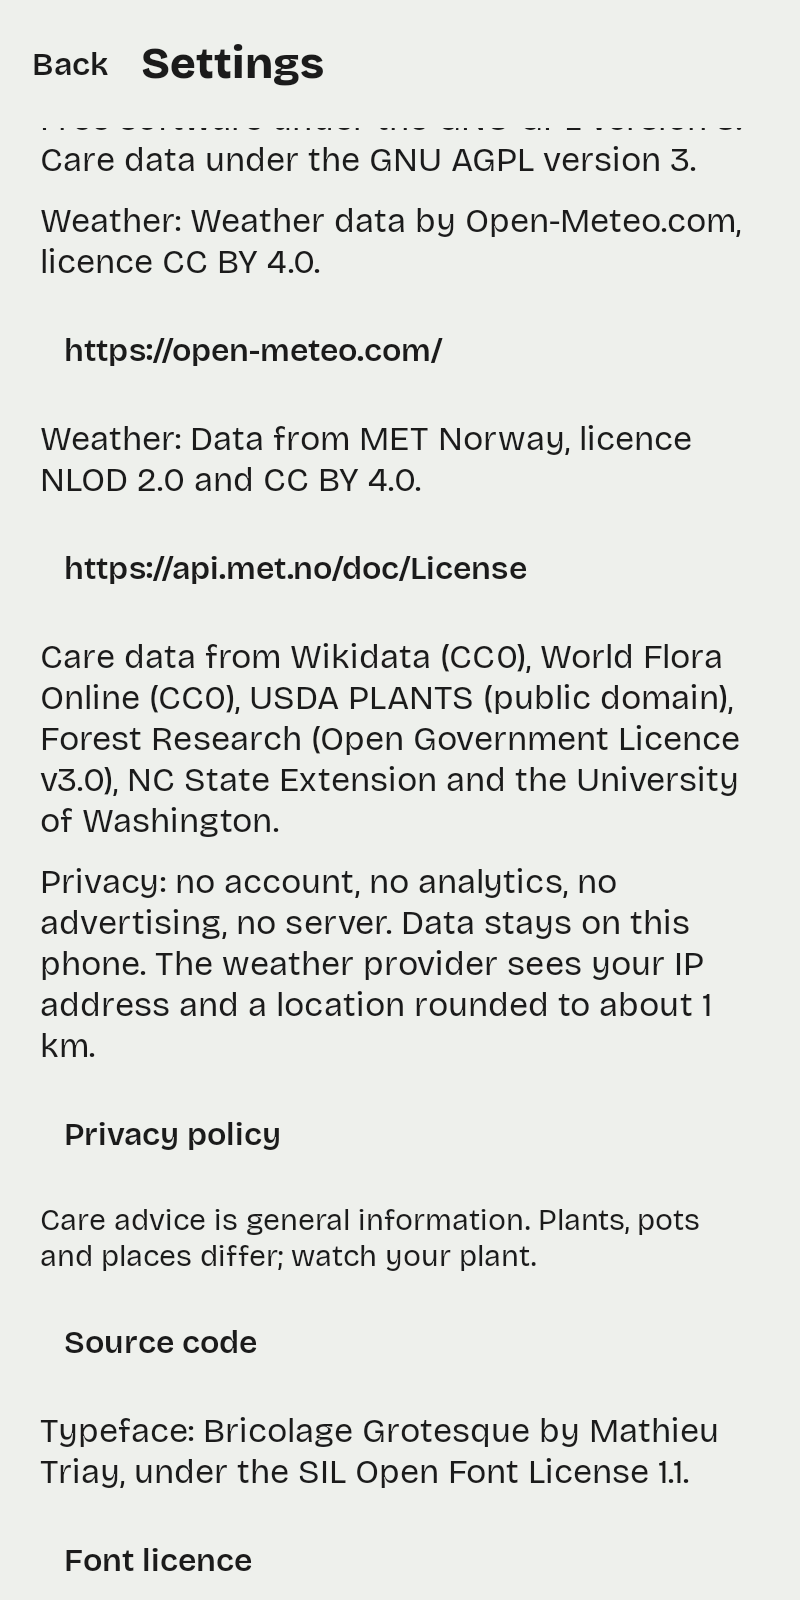 Back Settings
Care data under the GNU AGPL version 3.
Weather: Weather data by Open-Meteo.com,
licence CC BY 4.0.
https://open-meteo.com/
Weather: Data from MET Norway, licence
NLOD 2.0 and CC BY 4.0.
https://api.met.no/doc/License
Care data from Wikidata (CC0), World Flora
Online (CC0), USDA PLANTS (public domain),
Forest Research (Open Government Licence
v3.0), NC State Extension and the University
of Washington.
Privacy: no account, no analytics, no
advertising, no server. Data stays on this
phone. The weather provider sees your IP
address and a location rounded to about 1
km.
Privacy policy
Care advice is general information. Plants, pots
and places differ; watch your plant.
Source code
Typeface: Bricolage Grotesque by Mathieu
Triay, under the SIL Open Font License 1.1.
Font licence